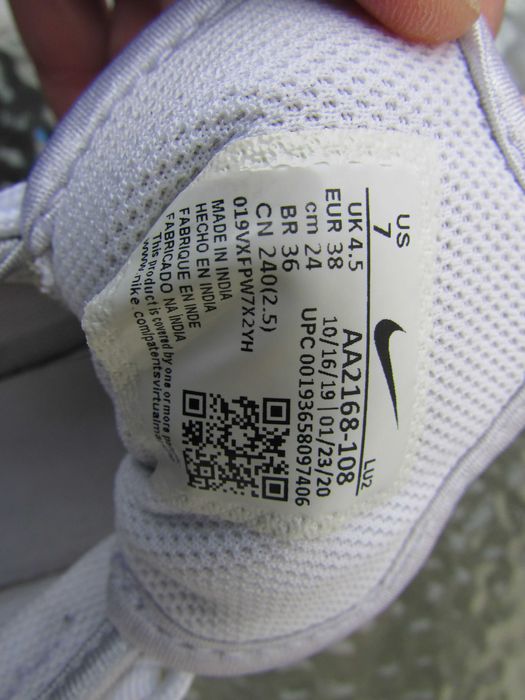 US
7
LU2
UK 4.5
EUR 38
cm 24
BR 36
CN 240(2.5)
019VXFPW7X2YH
AA2168-108
10/16/19 | 01/23/20
UPC 00193658097406
MADE IN INDIA
HECHO EN INDIA
FABRIQUE EN INDE
FABRICADO NA INDIA
This product is covered by one or more
www.nike.com/patentsvirtual